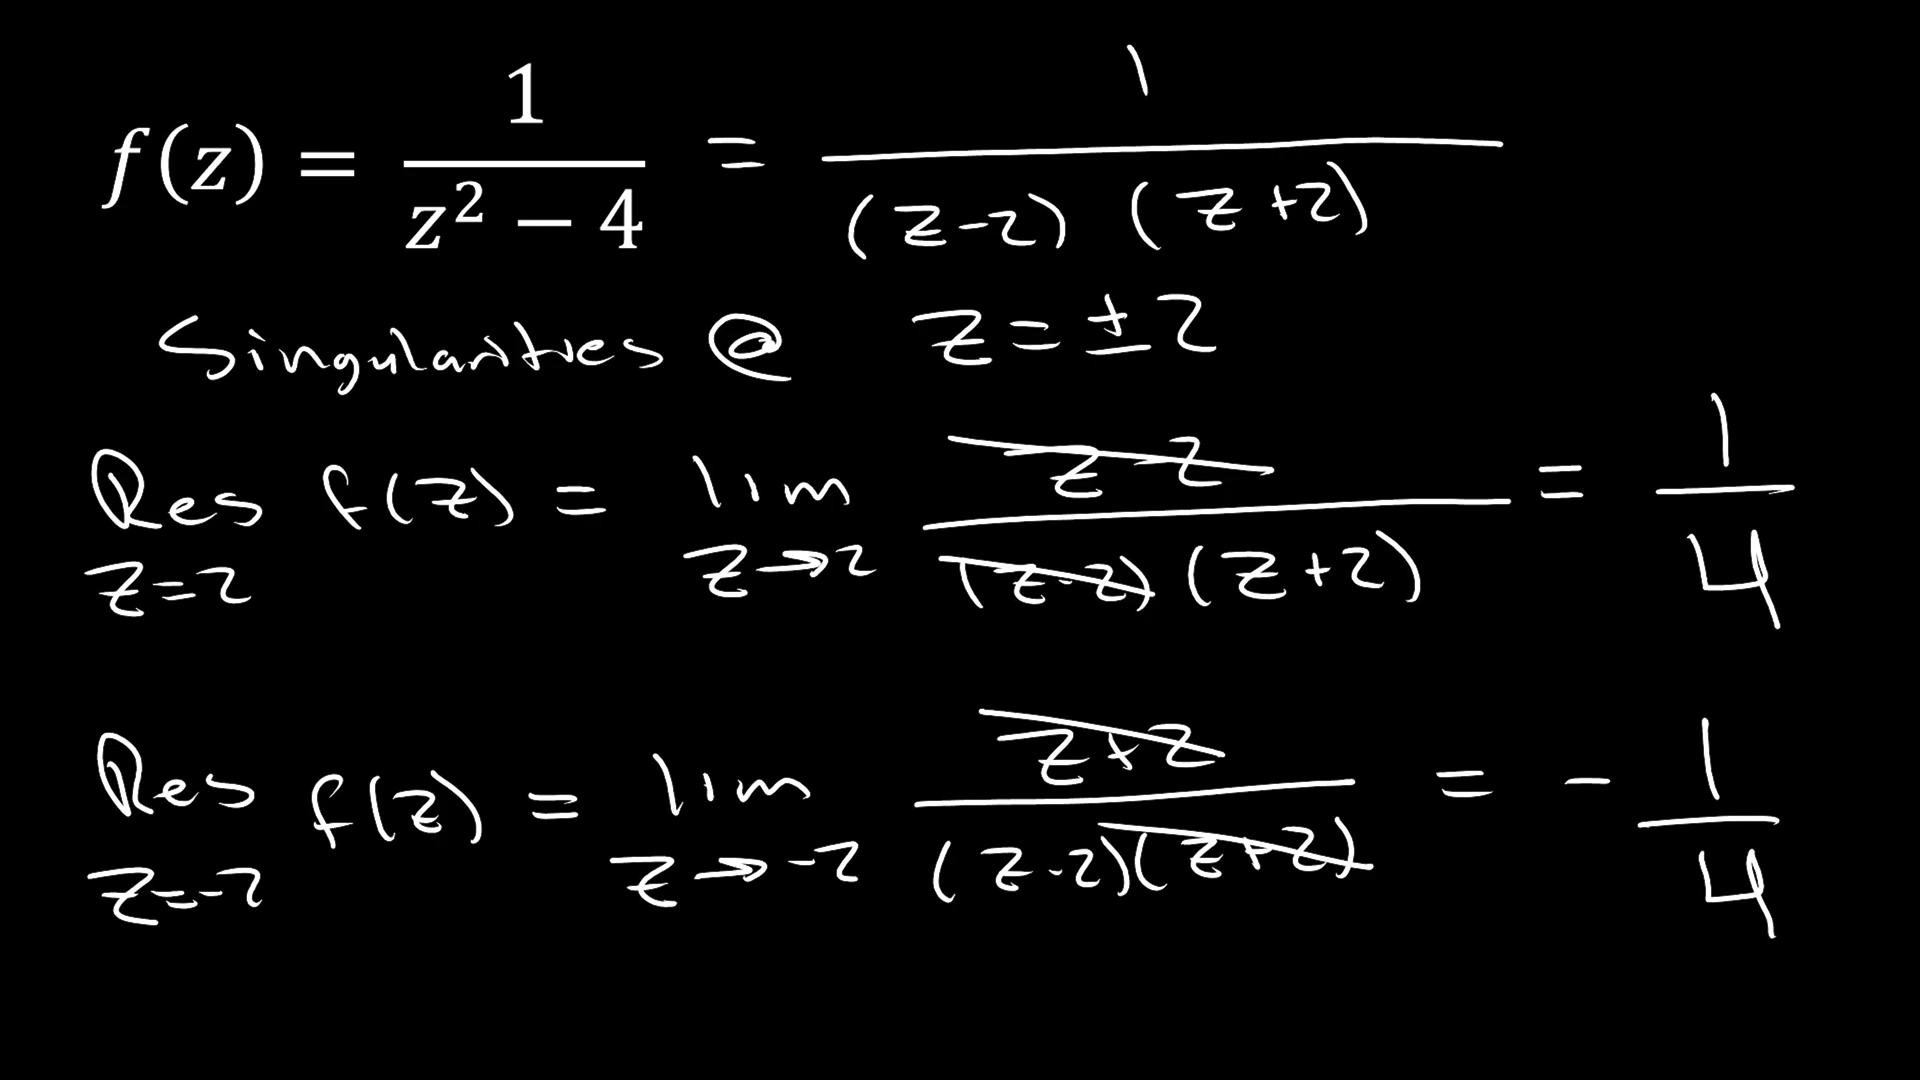 f(z) = 1/(z² − 4) = 1/((z-2)(z+2))
Singularities @ z = ±2
Res f(z) = lim (z-2)/((z-2)(z+2)) = 1/4
z=2 z→2
Res f(z) = lim (z+2)/((z-2)(z+2)) = - 1/4
z=-2 z→-2